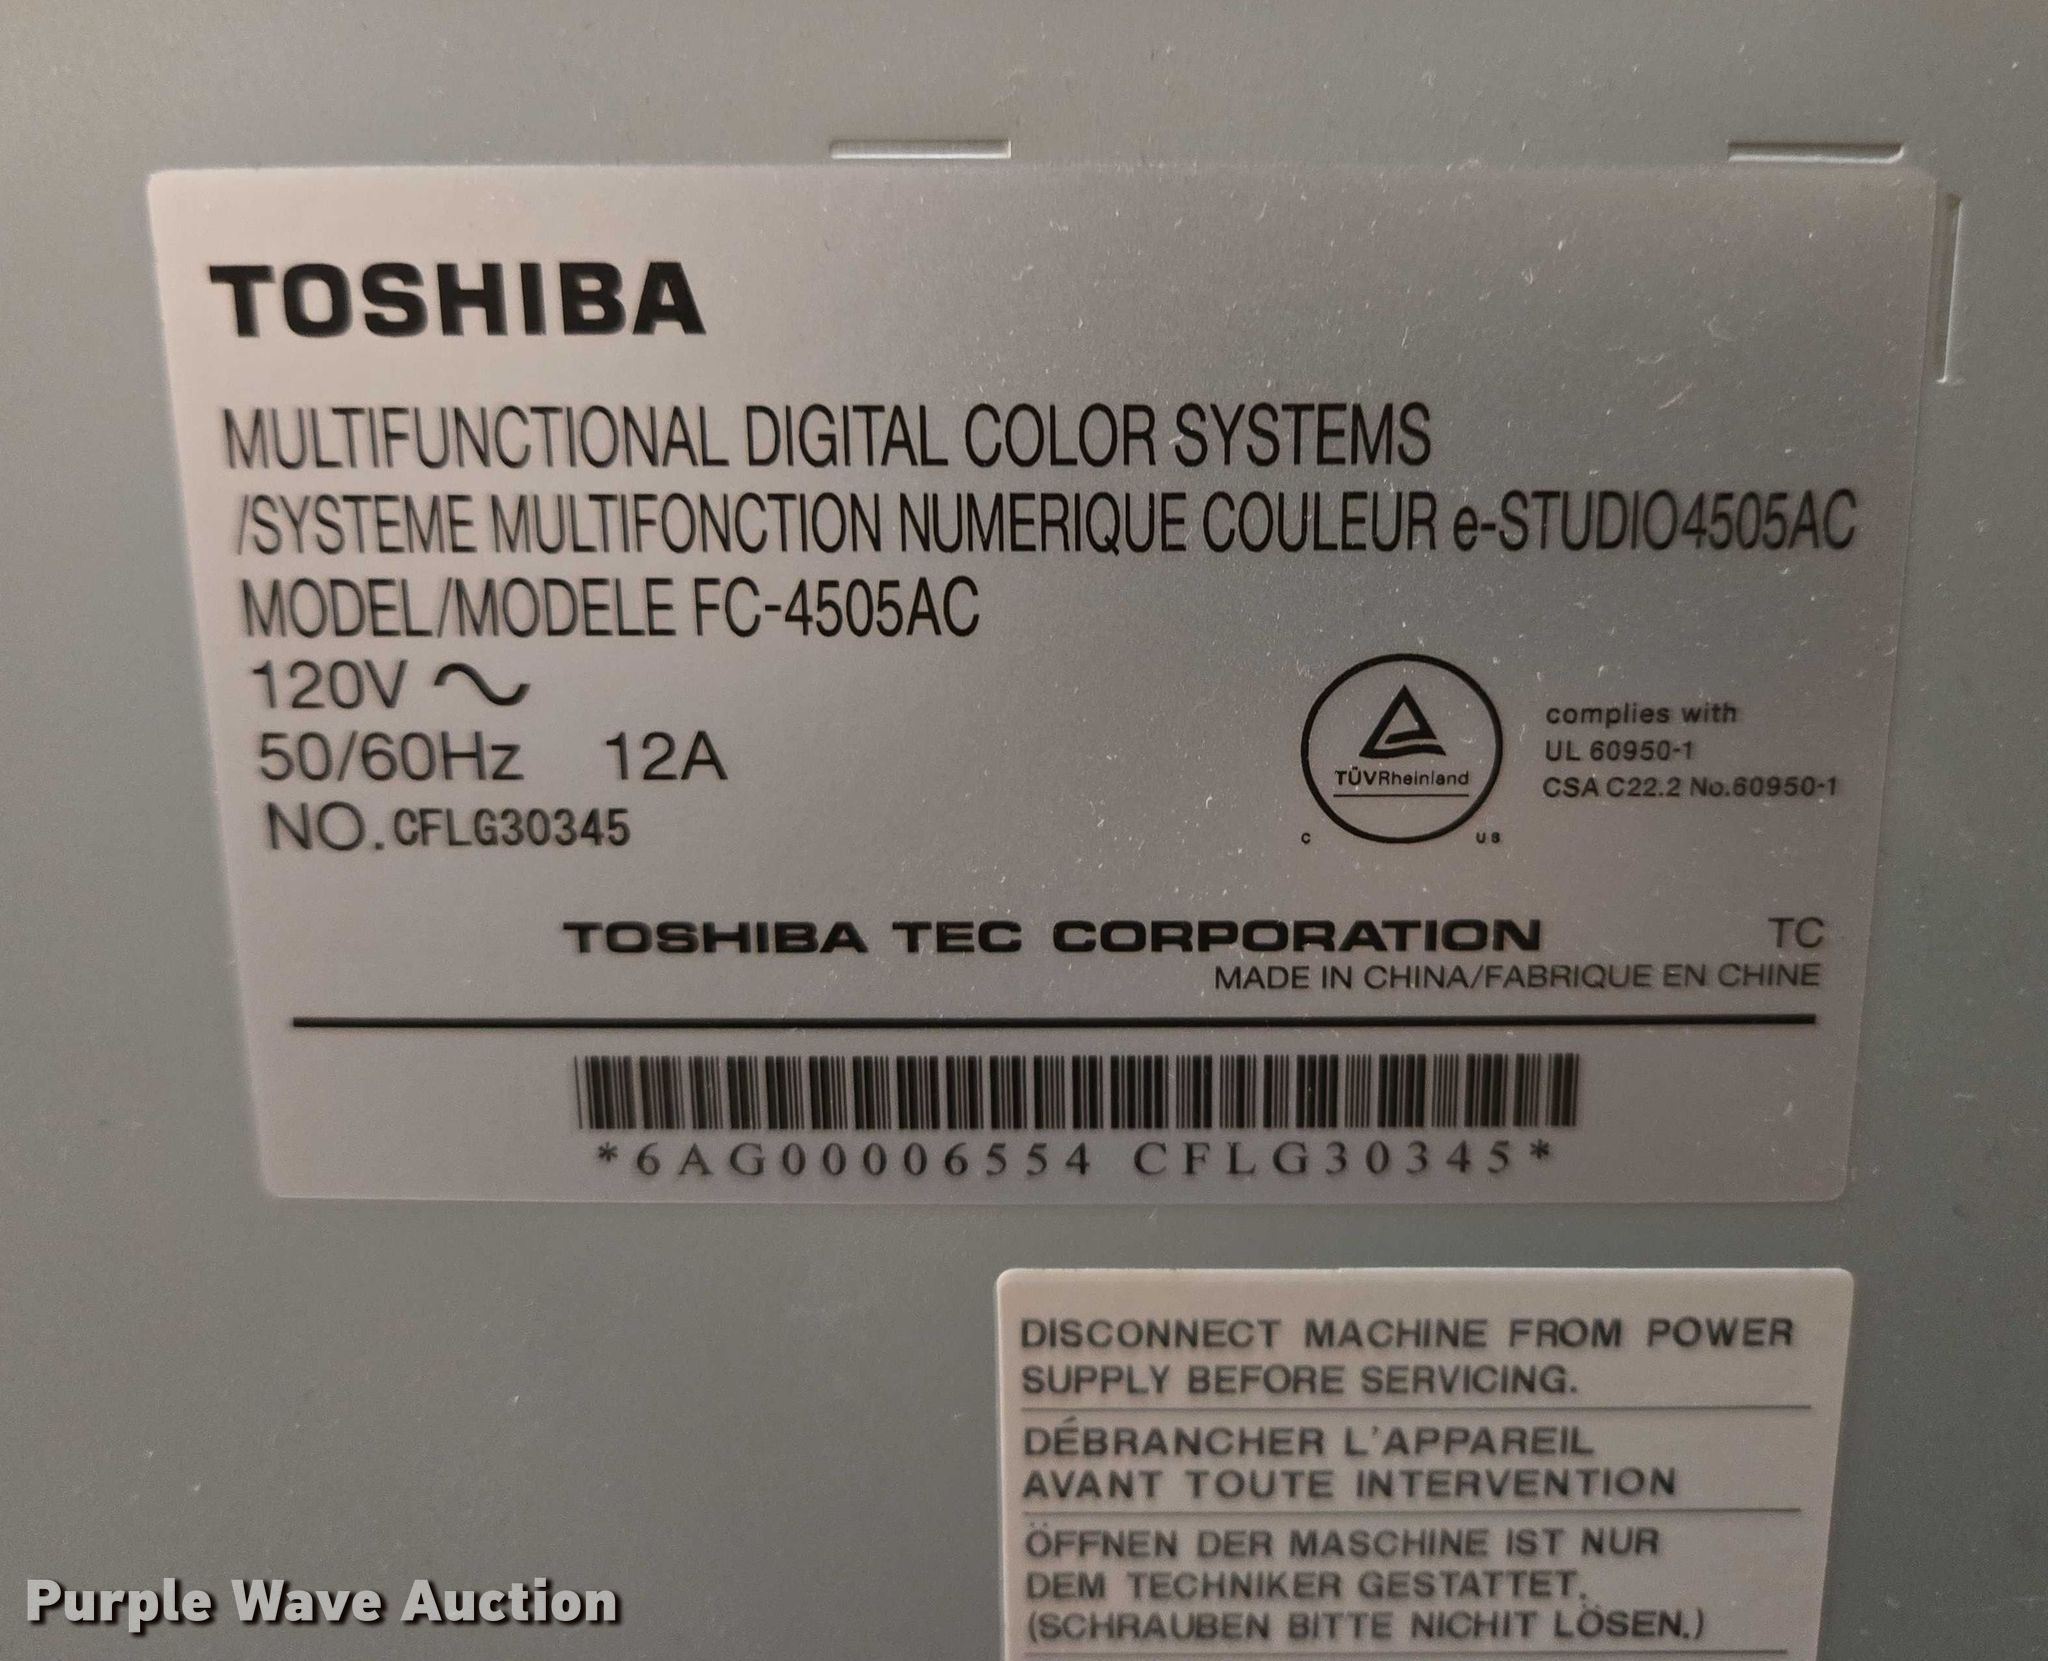 TOSHIBA
MULTIFUNCTIONAL DIGITAL COLOR SYSTEMS
/SYSTEME MULTIFONCTION NUMERIQUE COULEUR e-STUDIO4505AC
MODEL/MODELE FC-4505AC
120V ～
50/60Hz 12A
NO. CFLG30345
TÜVRheinland
C US
complies with
UL 60950-1
CSA C22.2 No.60950-1
TOSHIBA TEC CORPORATION TC
MADE IN CHINA/FABRIQUE EN CHINE
*6AG00006554 CFLG30345*
DISCONNECT MACHINE FROM POWER
SUPPLY BEFORE SERVICING.
DÉBRANCHER L'APPAREIL
AVANT TOUTE INTERVENTION
ÖFFNEN DER MASCHINE IST NUR
DEM TECHNIKER GESTATTET.
(SCHRAUBEN BITTE NICHIT LÖSEN.)
Purple Wave Auction